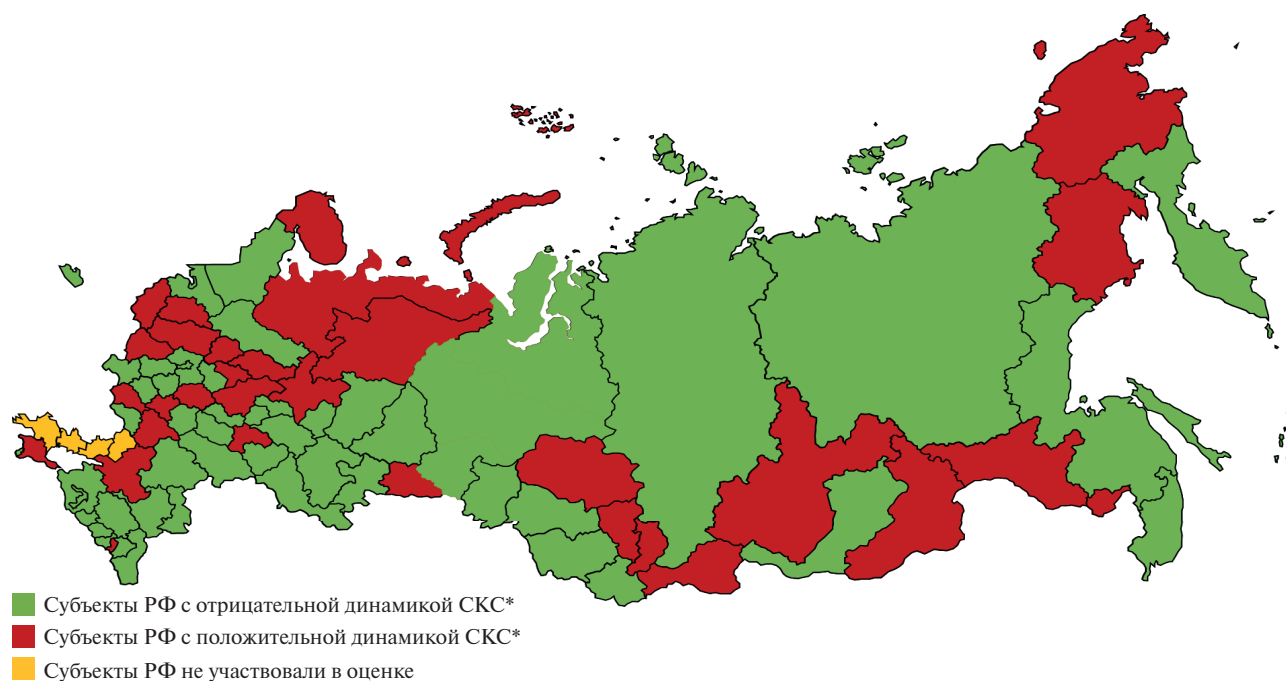 Субъекты РФ с отрицательной динамикой СКС*
Субъекты РФ с положительной динамикой СКС*
Субъекты РФ не участвовали в оценке